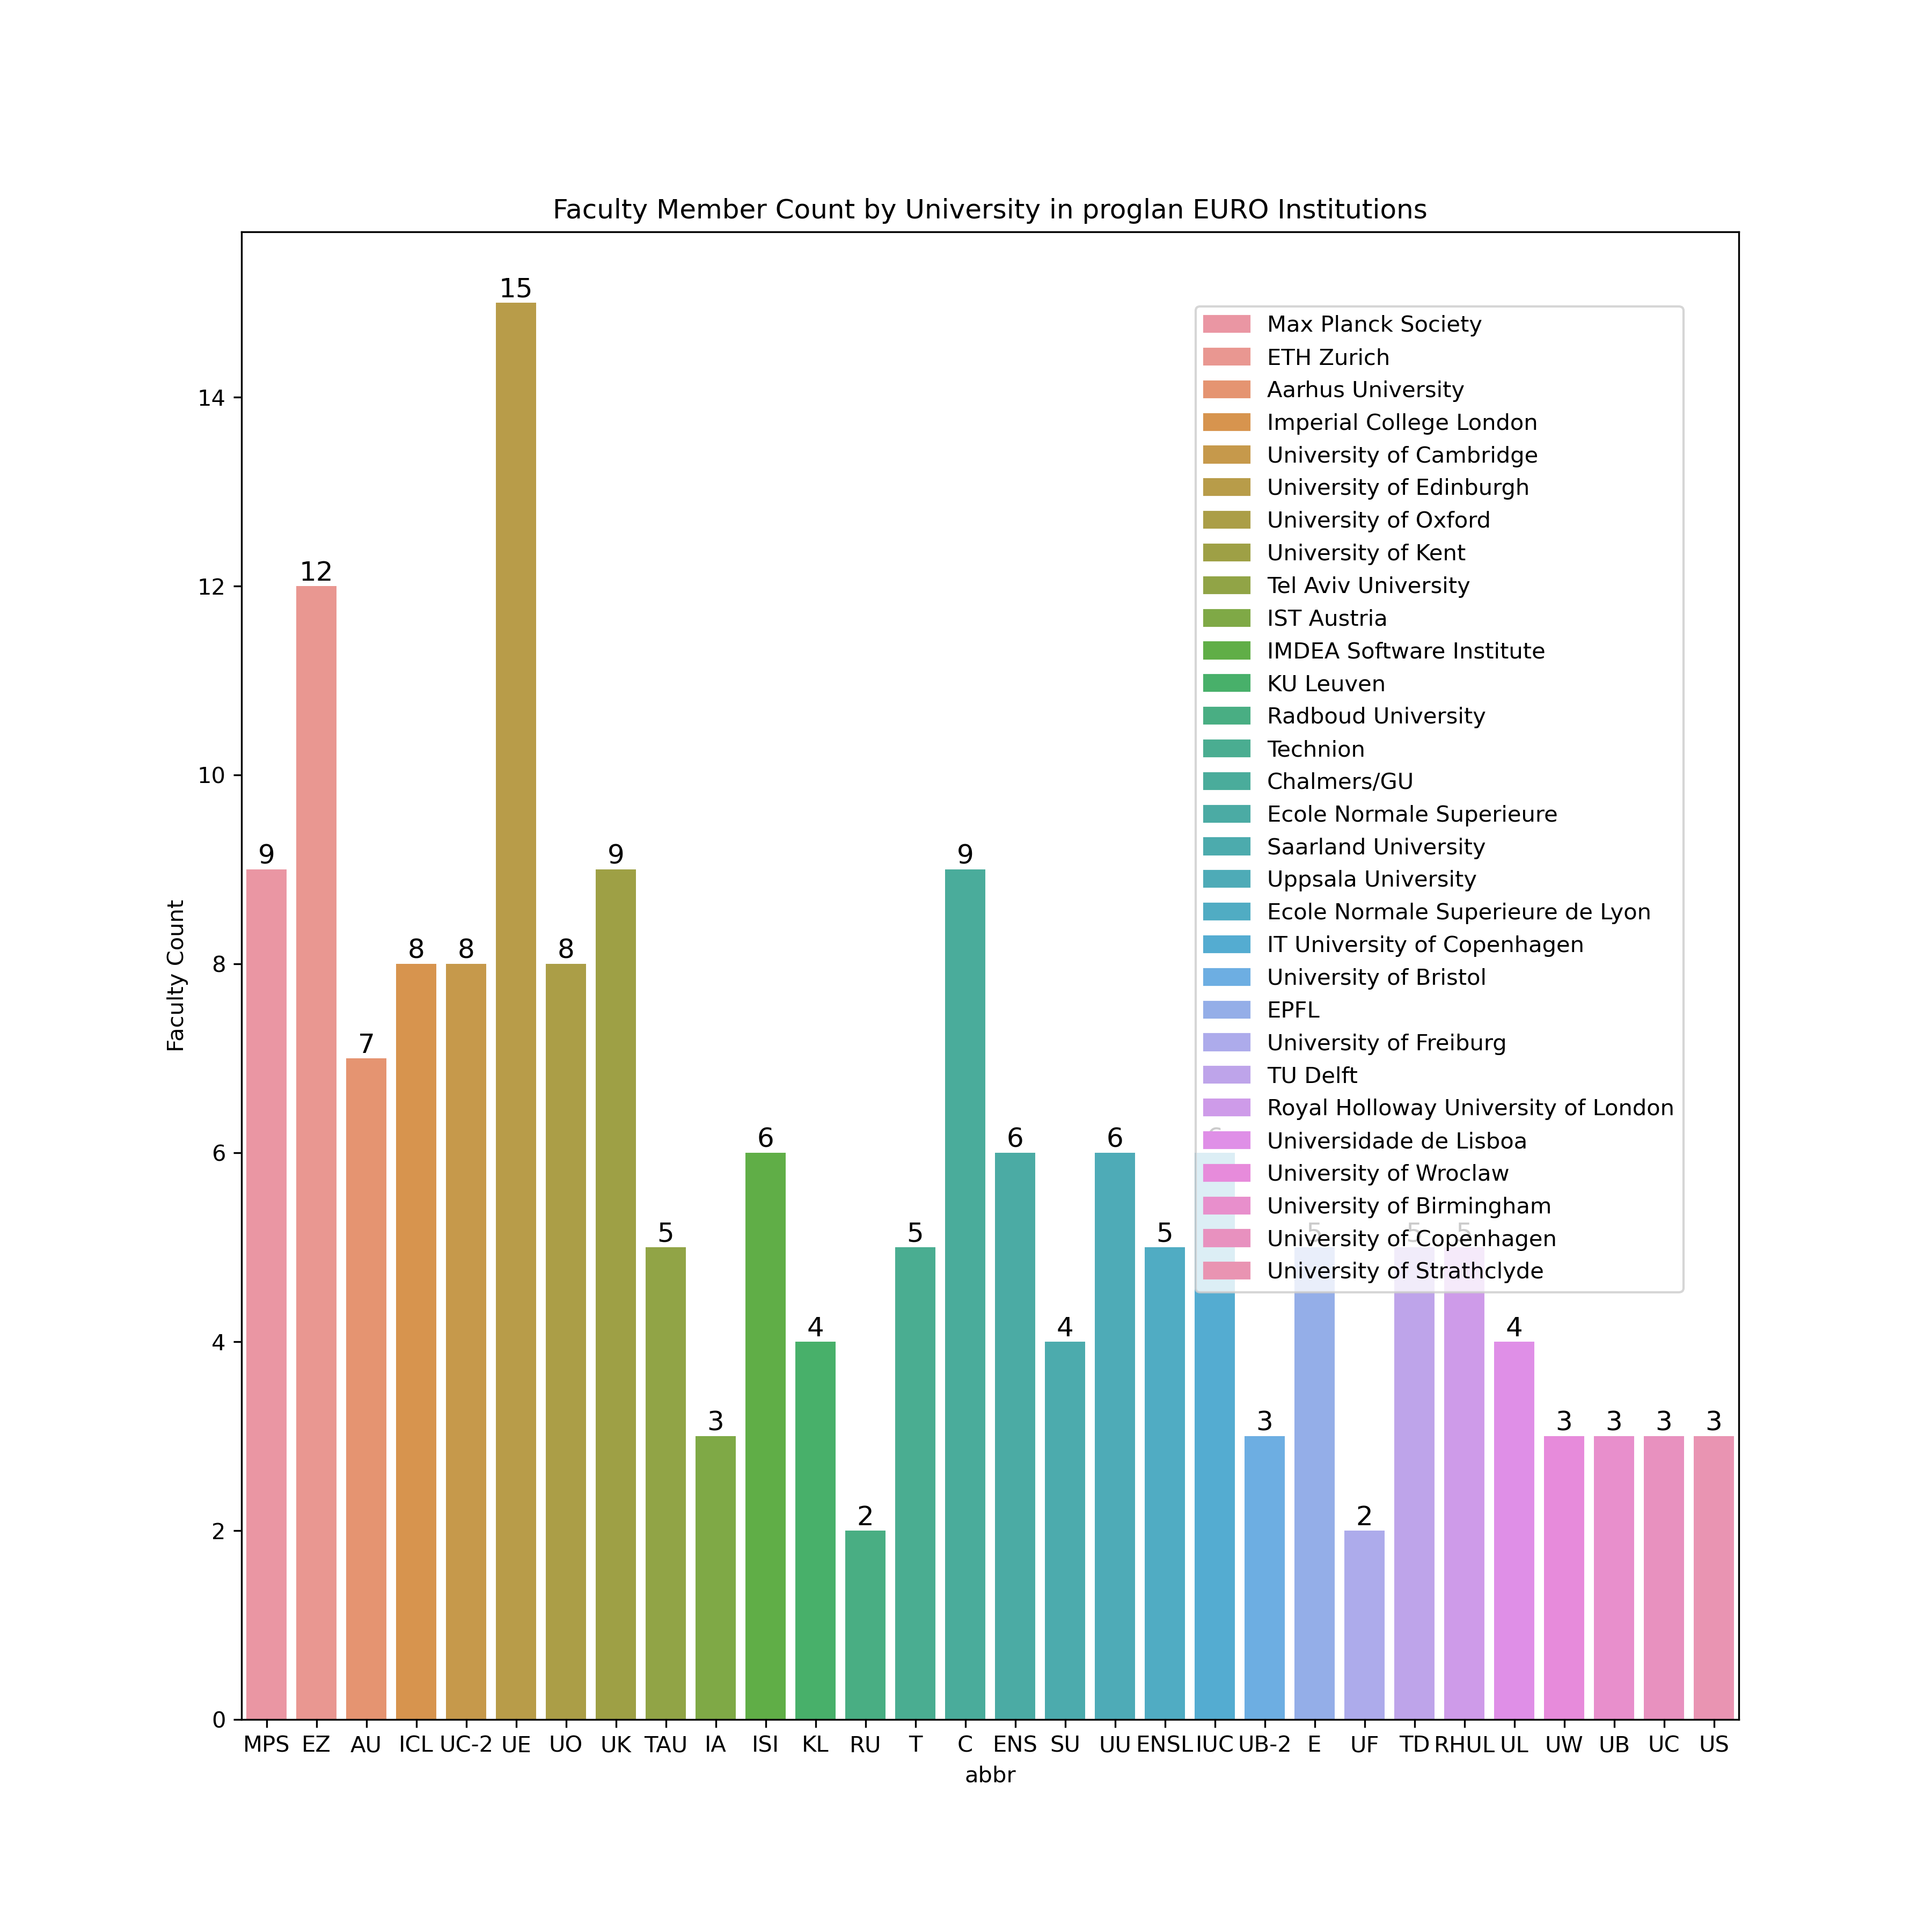 Faculty Member Count by University in proglan EURO Institutions
Faculty Count
14
12
10
8
6
4
2
0
9
12
7
8
8
15
8
9
5
3
6
4
2
5
9
6
4
6
5
6
3
5
2
5
5
4
3
3
3
3
Max Planck Society
ETH Zurich
Aarhus University
Imperial College London
University of Cambridge
University of Edinburgh
University of Oxford
University of Kent
Tel Aviv University
IST Austria
IMDEA Software Institute
KU Leuven
Radboud University
Technion
Chalmers/GU
Ecole Normale Superieure
Saarland University
Uppsala University
Ecole Normale Superieure de Lyon
IT University of Copenhagen
University of Bristol
EPFL
University of Freiburg
TU Delft
Royal Holloway University of London
Universidade de Lisboa
University of Wroclaw
University of Birmingham
University of Copenhagen
University of Strathclyde
MPS EZ AU ICL UC-2 UE UO UK TAU IA ISI KL RU T C ENS SU UU ENSL IUC UB-2 E UF TD RHUL UL UW UB UC US
abbr